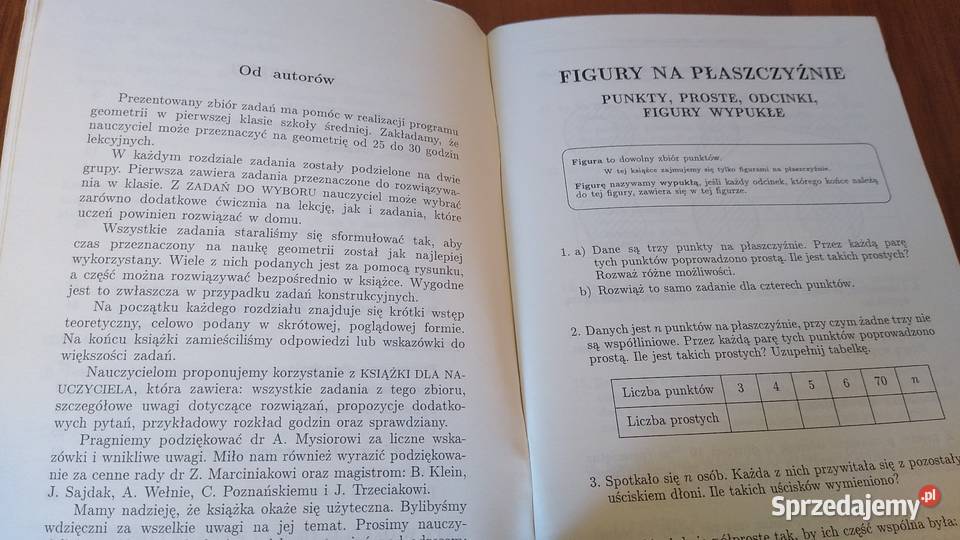 Od autorów
Prezentowany zbiór zadań ma pomóc w realizacji programu
geometrii w pierwszej klasie szkoły średniej. Zakładamy, że
nauczyciel może przeznaczyć na geometrię od 25 do 30 godzin
lekcyjnych.
W każdym rozdziale zadania zostały podzielone na dwie
grupy. Pierwsza zawiera zadania przeznaczone do rozwiązywa-
nia w klasie. Z ZADAŃ DO WYBORU nauczyciel może wybrać
zarówno dodatkowe ćwicznia na lekcję, jak i zadania, które
uczeń powinien rozwiązać w domu.
Wszystkie zadania staraliśmy się sformułować tak, aby
czas przeznaczony na naukę geometrii został jak najlepiej
wykorzystany. Wiele z nich podanych jest za pomocą rysunku,
a część można rozwiązywać bezpośrednio w książce. Wygodne
jest to zwłaszcza w przypadku zadań konstrukcyjnych.
Na początku każdego rozdziału znajduje się krótki wstęp
teoretyczny, celowo podany w skrótowej, poglądowej formie.
Na końcu książki zamieściliśmy odpowiedzi lub wskazówki do
większości zadań.
Nauczycielom proponujemy korzystanie z KSIĄŻKI DLA NA-
UCZYCIELA, która zawiera: wszystkie zadania z tego zbioru,
szczegółowe uwagi dotyczące rozwiązań, propozycje dodatko-
wych pytań, przykładowy rozkład godzin oraz sprawdziany.
Pragniemy podziękować dr A. Mysiorowi za liczne wska-
zówki i wnikliwe uwagi. Miło nam również wyrazić podziękowa-
nie za cenne rady dr Z. Marciniakowi oraz magistrom: B. Klein,
J. Sajdak, A. Wełnie, C. Poznańskiemu i J. Trzeciakowi.
Mamy nadzieję, że książka okaże się użyteczna. Bylibyśmy
wdzięczni za wszelkie uwagi na jej temat. Prosimy nauczy-
FIGURY NA PŁASZCZYŹNIE
PUNKTY, PROSTE, ODCINKI,
FIGURY WYPUKŁE
Figura to dowolny zbiór punktów.
W tej książce zajmujemy się tylko figurami na płaszczyźnie.
Figurę nazywamy wypukłą, jeśli każdy odcinek, którego końce należą
do tej figury, zawiera się w tej figurze.
1. a) Dane są trzy punkty na płaszczyźnie. Przez każdą parę
tych punktów poprowadzono prostą. Ile jest takich prostych?
Rozważ różne możliwości.
b) Rozwiąż to samo zadanie dla czterech punktów.
2. Danych jest n punktów na płaszczyźnie, przy czym żadne trzy nie
są współliniowe. Przez każdą parę tych punktów poprowadzono
prostą. Ile jest takich prostych? Uzupełnij tabelkę.
Liczba punktów 3 4 5 6 70 n
Liczba prostych
3. Spotkało się n osób. Każda z nich przywitała się z pozostały
uściskiem dłoni. Ile takich uścisków wymieniono?
półproste tak, by ich część wspólna była:
Sprzedajemy.pl